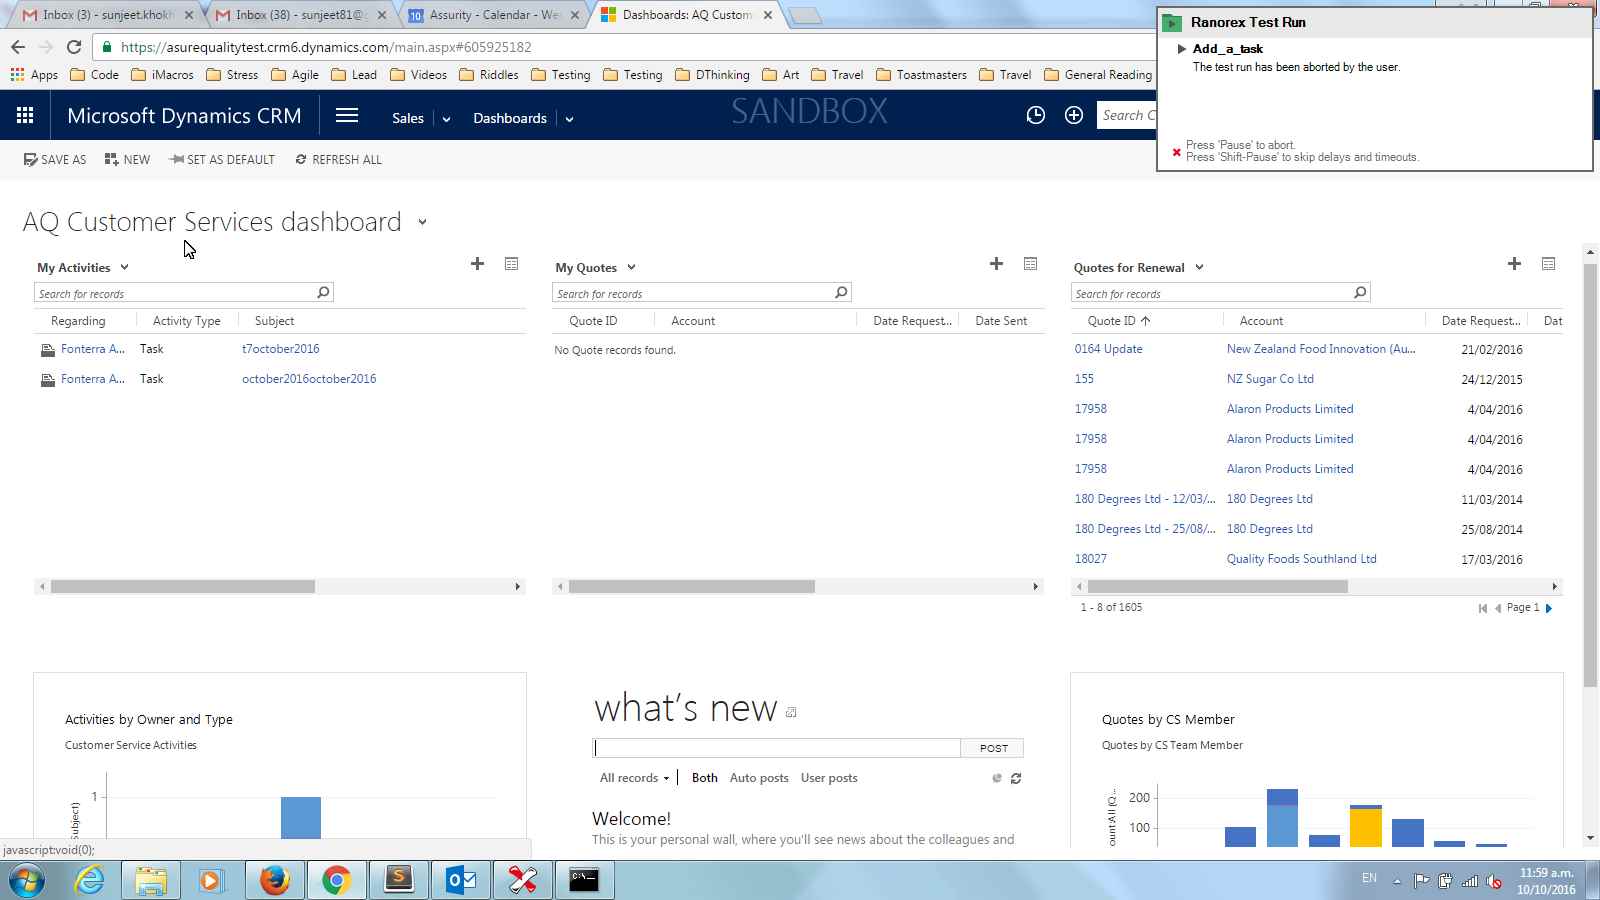 Inbox (3) - sunjeet.khokh
Inbox (38) - sunjeet81@g
10 Assurity - Calendar - We
Dashboards: AQ Custom
https://asurequalitytest.crm6.dynamics.com/main.aspx#605925182
Apps Code iMacros Stress Agile Lead Videos Riddles Testing Testing DThinking Art Travel Toastmasters Travel General Reading
Ranorex Test Run
Add_a_task
The test run has been aborted by the user.
Press 'Pause' to abort.
Press 'Shift-Pause' to skip delays and timeouts.
Microsoft Dynamics CRM Sales Dashboards SANDBOX Search C
SAVE AS NEW SET AS DEFAULT REFRESH ALL
AQ Customer Services dashboard
My Activities
Search for records
Regarding Activity Type Subject
Fonterra A... Task t7october2016
Fonterra A... Task october2016october2016
My Quotes
Search for records
Quote ID Account Date Request... Date Sent
No Quote records found.
Quotes for Renewal
Search for records
Quote ID Account Date Request... Dat
0164 Update New Zealand Food Innovation (Au... 21/02/2016
155 NZ Sugar Co Ltd 24/12/2015
17958 Alaron Products Limited 4/04/2016
17958 Alaron Products Limited 4/04/2016
17958 Alaron Products Limited 4/04/2016
180 Degrees Ltd - 12/03/... 180 Degrees Ltd 11/03/2014
180 Degrees Ltd - 25/08/... 180 Degrees Ltd 25/08/2014
18027 Quality Foods Southland Ltd 17/03/2016
1 - 8 of 1605 Page 1
Activities by Owner and Type
Customer Service Activities
1
ubject)
what's new
POST
All records Both Auto posts User posts
Welcome!
This is your personal wall, where you'll see news about the colleagues and
Quotes by CS Member
Quotes by CS Team Member
200
100
ount:All (Q...
javascript:void(0);
EN
11:59 a.m.
10/10/2016